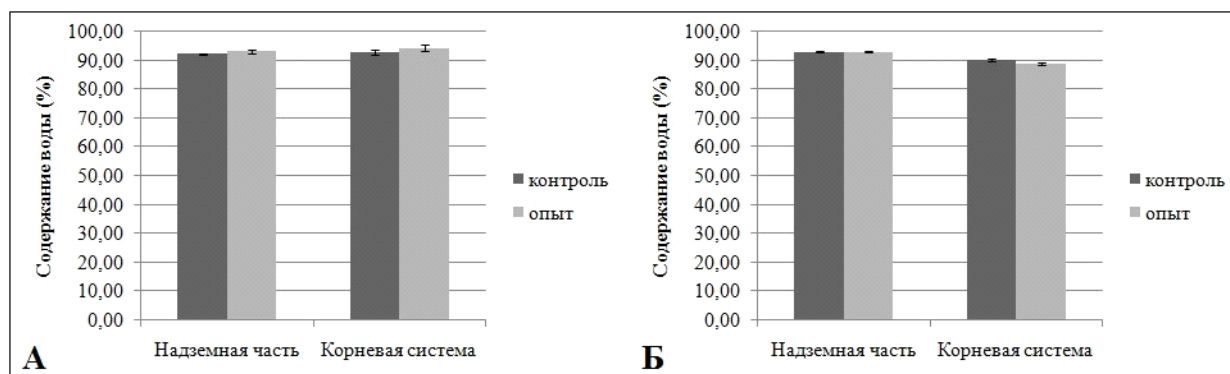 Содержание воды (%)
100,00
90,00
80,00
70,00
60,00
50,00
40,00
30,00
20,00
10,00
0,00
Надземная часть
Корневая система
контроль
опыт
А
Содержание воды (%)
100,00
90,00
80,00
70,00
60,00
50,00
40,00
30,00
20,00
10,00
0,00
Надземная часть
Корневая система
контроль
опыт
Б